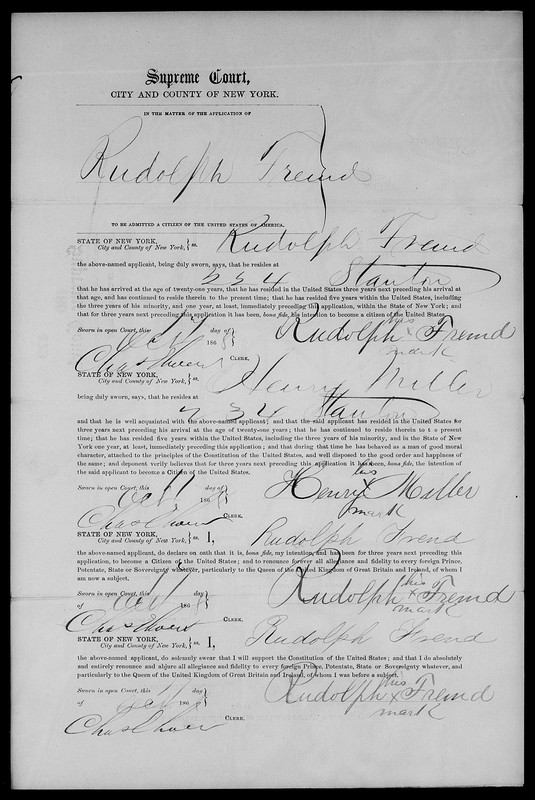 Supreme Court,
CITY AND COUNTY OF NEW YORK.
IN THE MATTER OF THE APPLICATION OF
Rudolph Fremd
TO BE ADMITTED A CITIZEN OF THE UNITED STATES OF AMERICA.
STATE OF NEW YORK,
City and County of New York, } ss. Rudolph Fremd
the above-named applicant, being duly sworn, says, that he resides at
334 Stanton
that he has arrived at the age of twenty-one years, that he has resided in the United States three years next preceding his arrival at
that age, and has continued to reside therein to the present time; that he has resided five years within the United States, including
the three years of his minority, and one year, at least, immediately preceding this application, within the State of New York; and
that for three years next preceding this application it has been, bona fide, his intention to become a citizen of the United States.
Sworn in open Court, this day of
Oct 186
Rudolph his x mark Fremd
CLERK.
STATE OF NEW YORK,
City and County of New York, } ss. Henry Miller
being duly sworn, says, that he resides at
234 Stanton
and that he is well acquainted with the above-named applicant; and that the said applicant has resided in the United States for
three years next preceding his arrival at the age of twenty-one years; that he has continued to reside therein to t e present
time; that he has resided five years within the United States, including the three years of his minority, and in the State of New
York one year, at least, immediately preceding this application; and that during that time he has behaved as a man of good moral
character, attached to the principles of the Constitution of the United States, and well disposed to the good order and happiness of
the same; and deponent verily believes that for three years next preceding this application it has been, bona fide, the intention of
the said applicant to become a Citizen of the United States.
Sworn in open Court, this day
of Oct 186
Henry his x mark Maller
CLERK.
STATE OF NEW YORK,
City and County of New York, } ss. I, Rudolph Frend
the above-named applicant, do declare on oath that it is, bona fide, my intention, and has been for three years next preceding this
application, to become a Citizen of the United States; and to renounce forever all allegiance and fidelity to every foreign Prince,
Potentate, State or Sovereignty whatever, particularly to the Queen of the United Kingdom of Great Britain and Ireland, of whom I
am now a subject.
Sworn in open Court, this day
of Oct 186
Rudolph his x mark Fremd
CLERK.
STATE OF NEW YORK,
City and County of New York, } ss. I, Rudolph Frend
the above-named applicant, do solemnly swear that I will support the Constitution of the United States; and that I do absolutely
and entirely renounce and abjure all allegiance and fidelity to every foreign Prince, Potentate, State or Sovereignty whatever, and
particularly to the Queen of the United Kingdom of Great Britain and Ireland, of whom I was before a subject.
Sworn in open Court, this day
of Oct 186
Rudolph his x mark Fremd
CLERK.